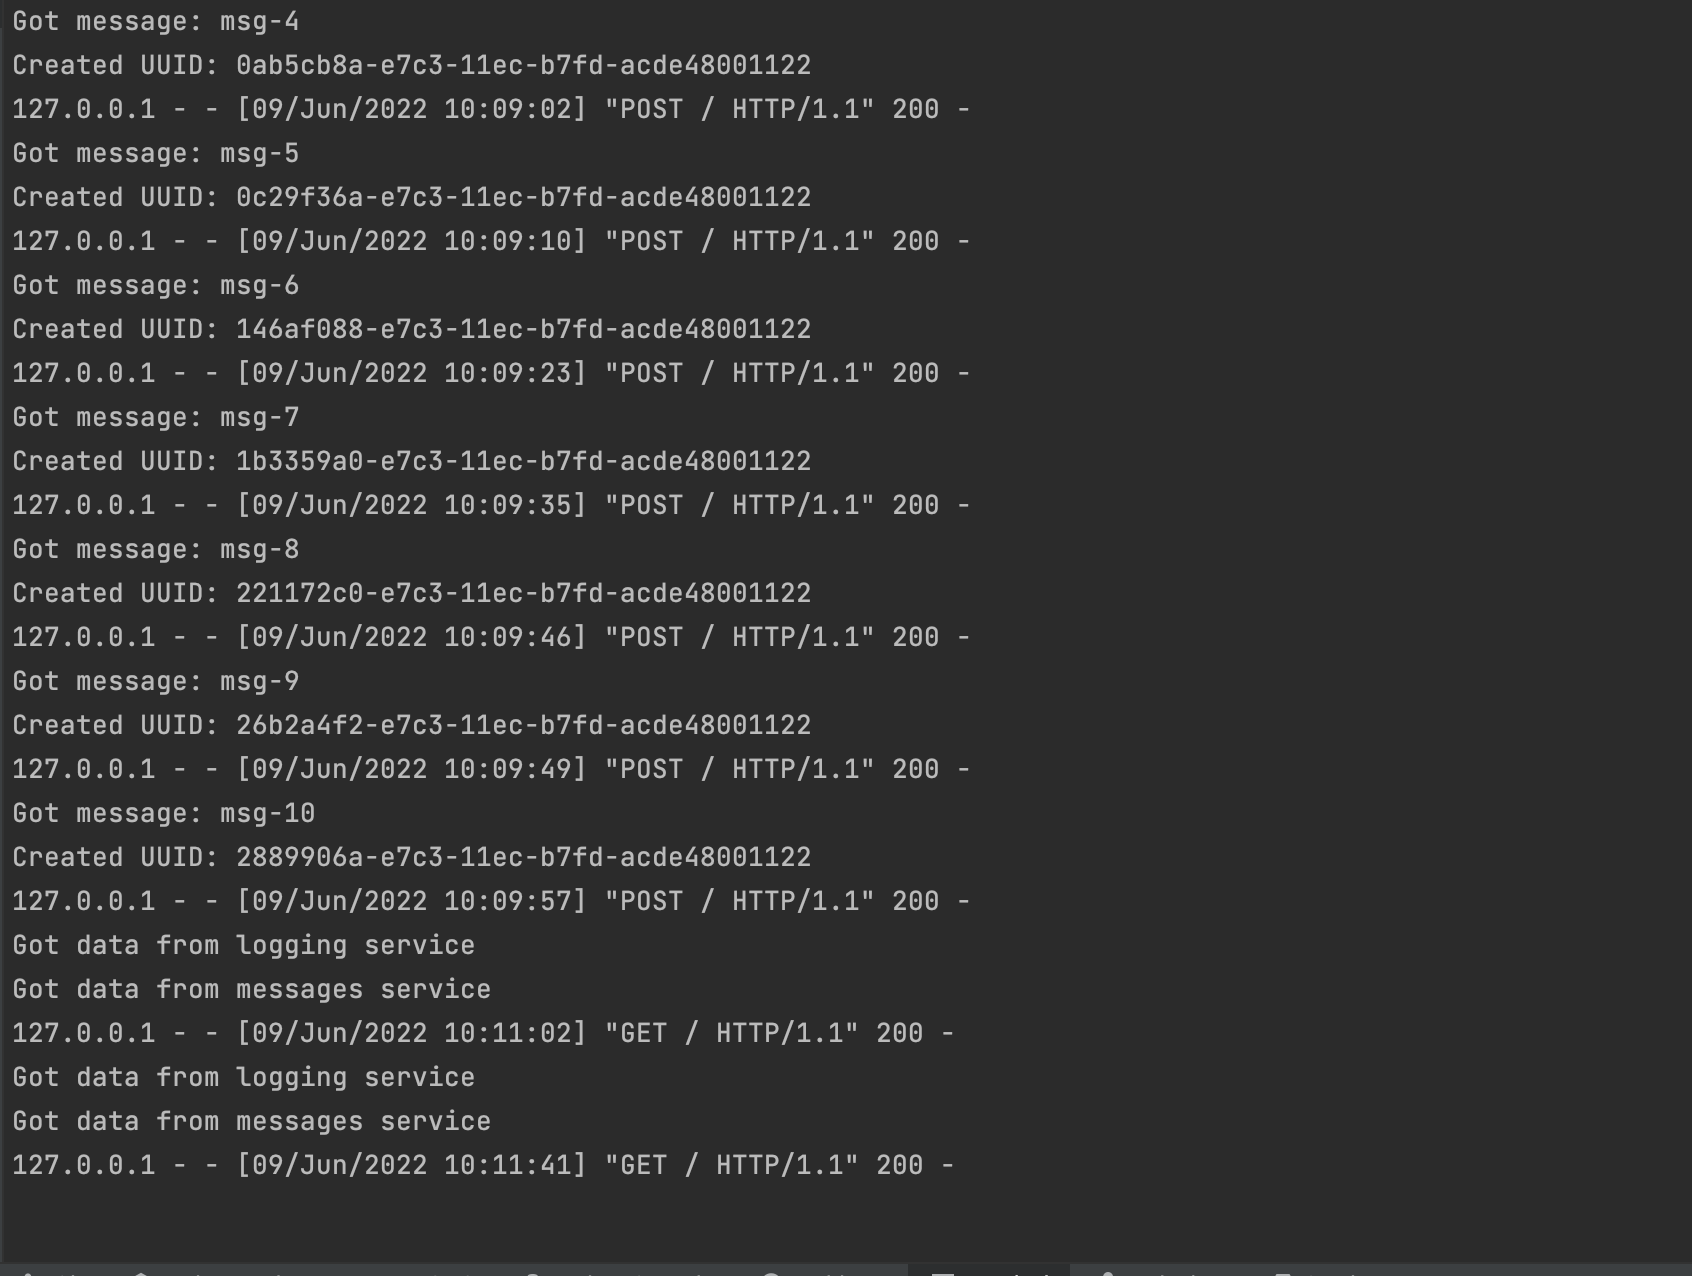 Got message: msg-4
Created UUID: 0ab5cb8a-e7c3-11ec-b7fd-acde48001122
127.0.0.1 - - [09/Jun/2022 10:09:02] "POST / HTTP/1.1" 200 -
Got message: msg-5
Created UUID: 0c29f36a-e7c3-11ec-b7fd-acde48001122
127.0.0.1 - - [09/Jun/2022 10:09:10] "POST / HTTP/1.1" 200 -
Got message: msg-6
Created UUID: 146af088-e7c3-11ec-b7fd-acde48001122
127.0.0.1 - - [09/Jun/2022 10:09:23] "POST / HTTP/1.1" 200 -
Got message: msg-7
Created UUID: 1b3359a0-e7c3-11ec-b7fd-acde48001122
127.0.0.1 - - [09/Jun/2022 10:09:35] "POST / HTTP/1.1" 200 -
Got message: msg-8
Created UUID: 221172c0-e7c3-11ec-b7fd-acde48001122
127.0.0.1 - - [09/Jun/2022 10:09:46] "POST / HTTP/1.1" 200 -
Got message: msg-9
Created UUID: 26b2a4f2-e7c3-11ec-b7fd-acde48001122
127.0.0.1 - - [09/Jun/2022 10:09:49] "POST / HTTP/1.1" 200 -
Got message: msg-10
Created UUID: 2889906a-e7c3-11ec-b7fd-acde48001122
127.0.0.1 - - [09/Jun/2022 10:09:57] "POST / HTTP/1.1" 200 -
Got data from logging service
Got data from messages service
127.0.0.1 - - [09/Jun/2022 10:11:02] "GET / HTTP/1.1" 200 -
Got data from logging service
Got data from messages service
127.0.0.1 - - [09/Jun/2022 10:11:41] "GET / HTTP/1.1" 200 -